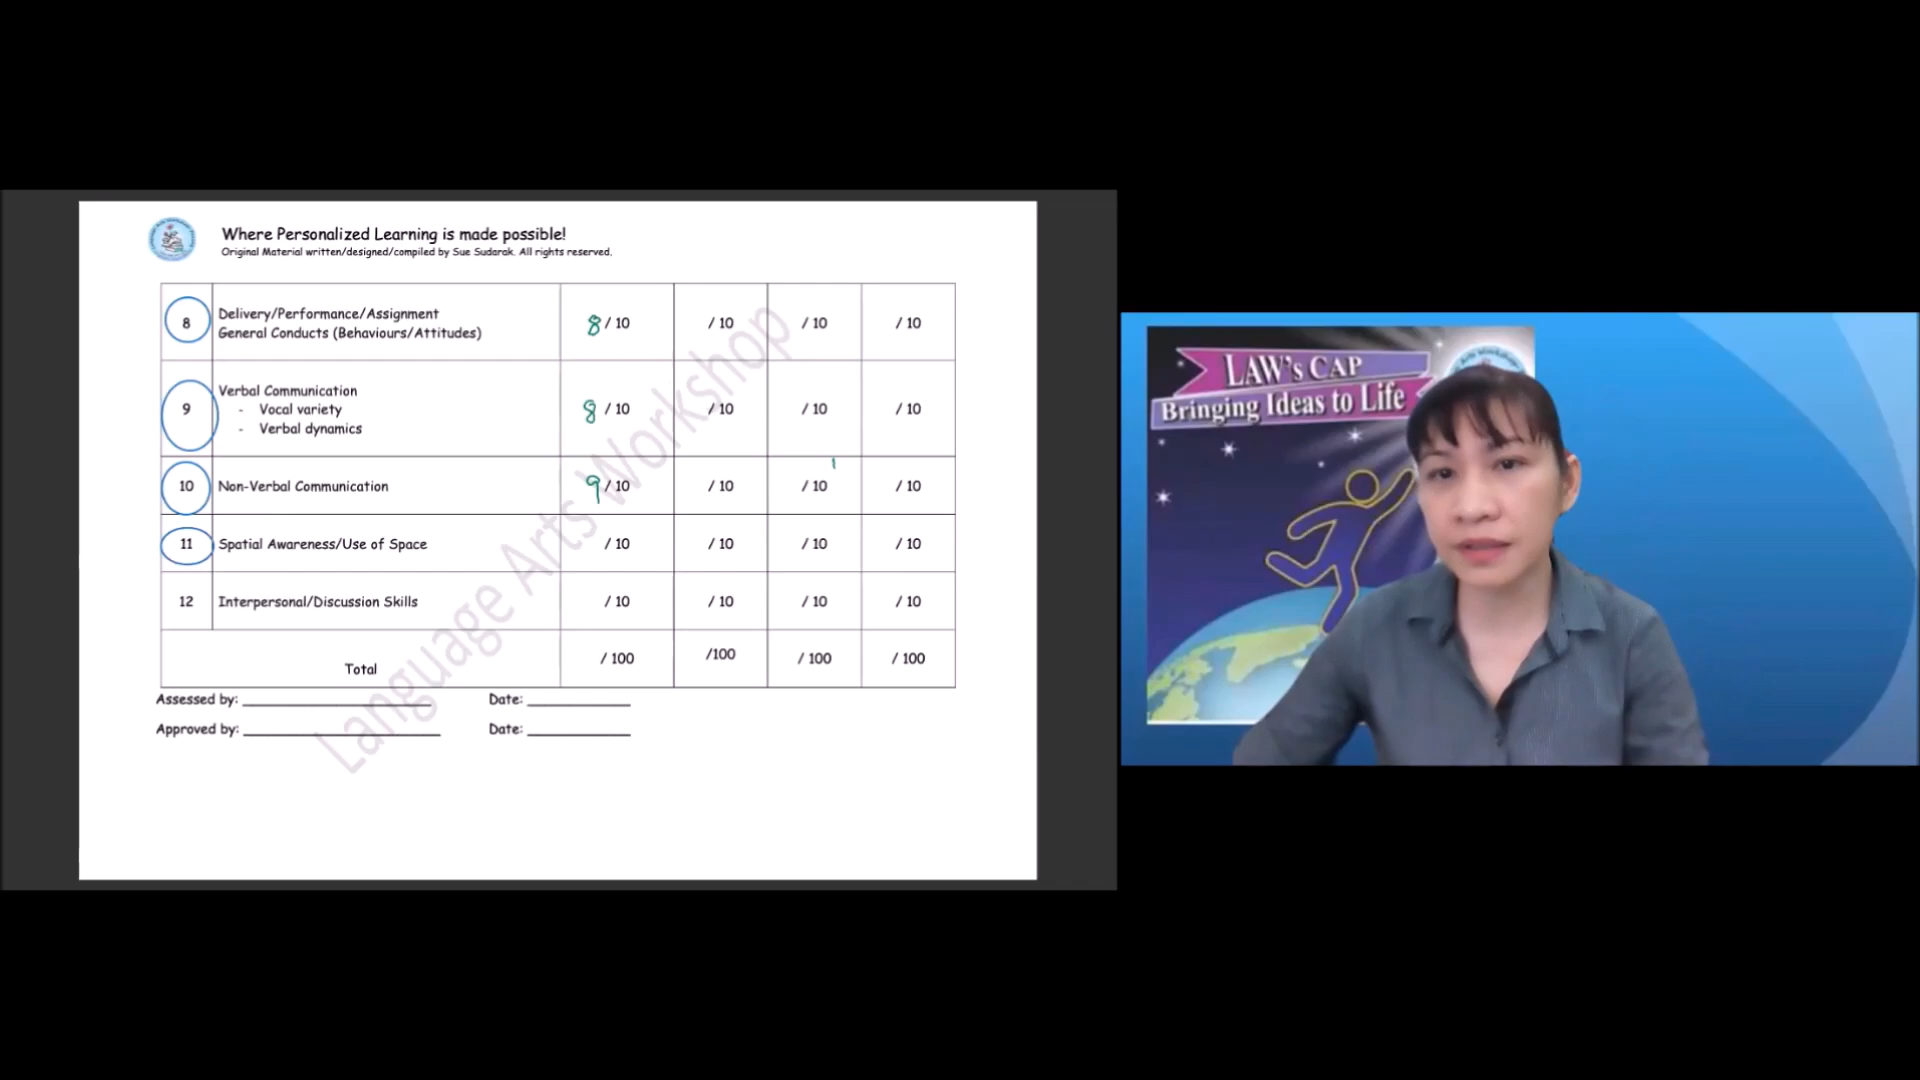 Where Personalized Learning is made possible!
Original Material written/designed/compiled by Sue Sudarak. All rights reserved.
8 Delivery/Performance/Assignment
General Conducts (Behaviours/Attitudes) 8 / 10 / 10 / 10 / 10
9 Verbal Communication
- Vocal variety
- Verbal dynamics 8 / 10 / 10 / 10 / 10
10 Non-Verbal Communication 9 / 10 / 10 / 10 / 10
11 Spatial Awareness/Use of Space / 10 / 10 / 10 / 10
12 Interpersonal/Discussion Skills / 10 / 10 / 10 / 10
Total / 100 /100 / 100 / 100
Assessed by: Date:
Approved by: Date:
Language Arts Workshop
LAW's CAP
Bringing Ideas to Life